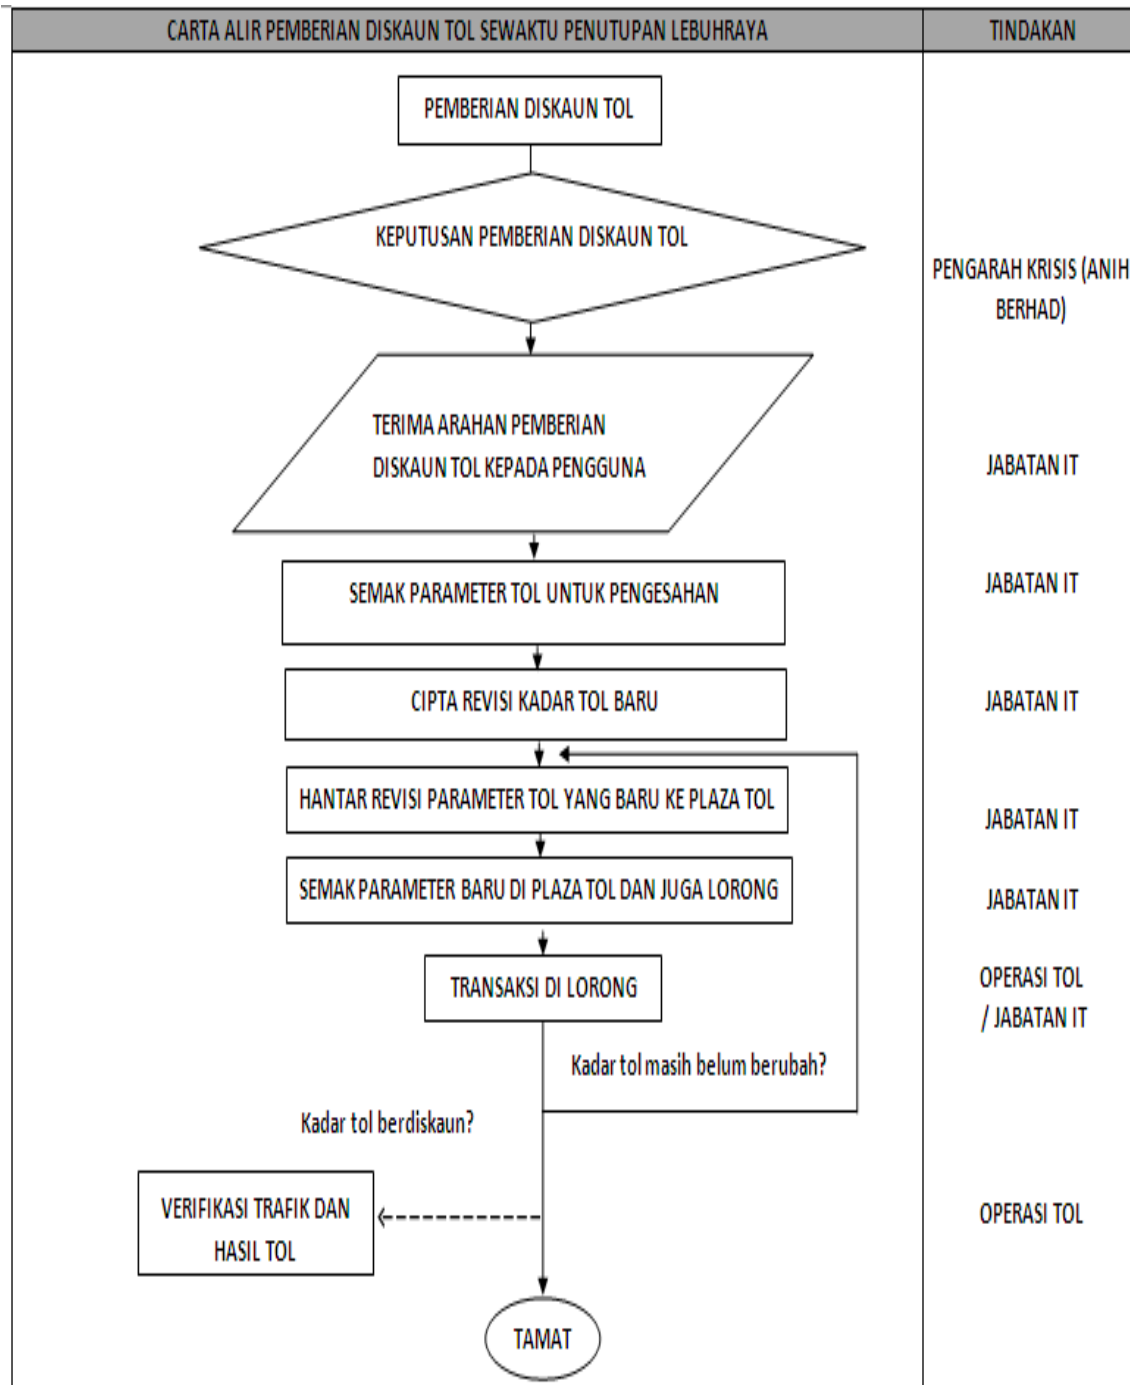 CARTA ALIR PEMBERIAN DISKAUN TOL SEWAKTU PENUTUPAN LEBUHRAYA
TINDAKAN
PEMBERIAN DISKAUN TOL
KEPUTUSAN PEMBERIAN DISKAUN TOL
PENGARAH KRISIS (ANIH
BERHAD)
TERIMA ARAHAN PEMBERIAN
DISKAUN TOL KEPADA PENGGUNA
JABATAN IT
SEMAK PARAMETER TOL UNTUK PENGESAHAN
JABATAN IT
CIPTA REVISI KADAR TOL BARU
JABATAN IT
HANTAR REVISI PARAMETER TOL YANG BARU KE PLAZA TOL
JABATAN IT
SEMAK PARAMETER BARU DI PLAZA TOL DAN JUGA LORONG
JABATAN IT
TRANSAKSI DI LORONG
OPERASI TOL
/ JABATAN IT
Kadar tol masih belum berubah?
Kadar tol berdiskaun?
VERIFIKASI TRAFIK DAN
HASIL TOL
OPERASI TOL
TAMAT